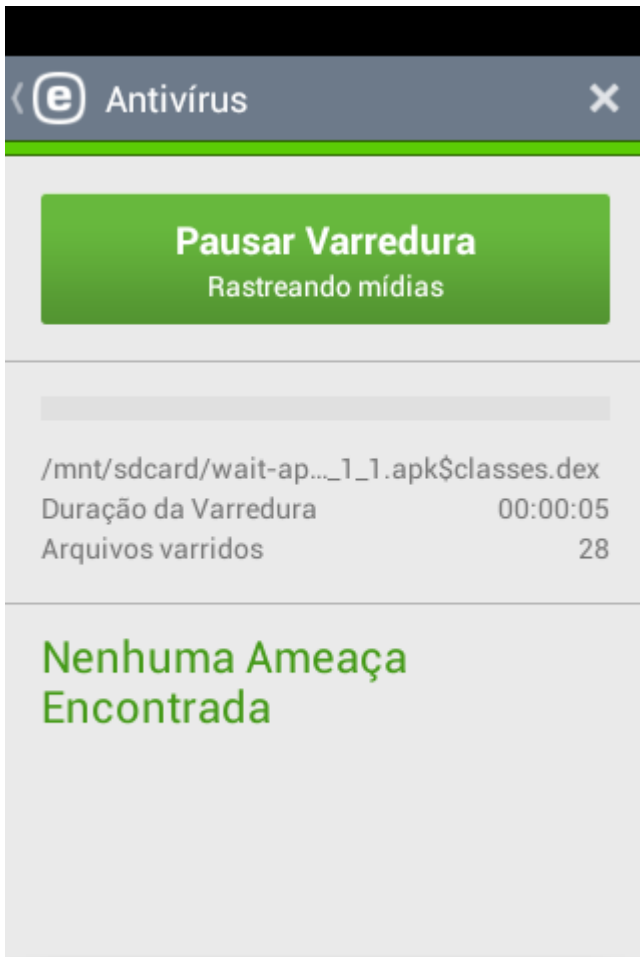 e Antivírus
Pausar Varredura
Rastreando mídias
/mnt/sdcard/wait-ap..._1_1.apk$classes.dex
Duração da Varredura 00:00:05
Arquivos varridos 28
Nenhuma Ameaça
Encontrada